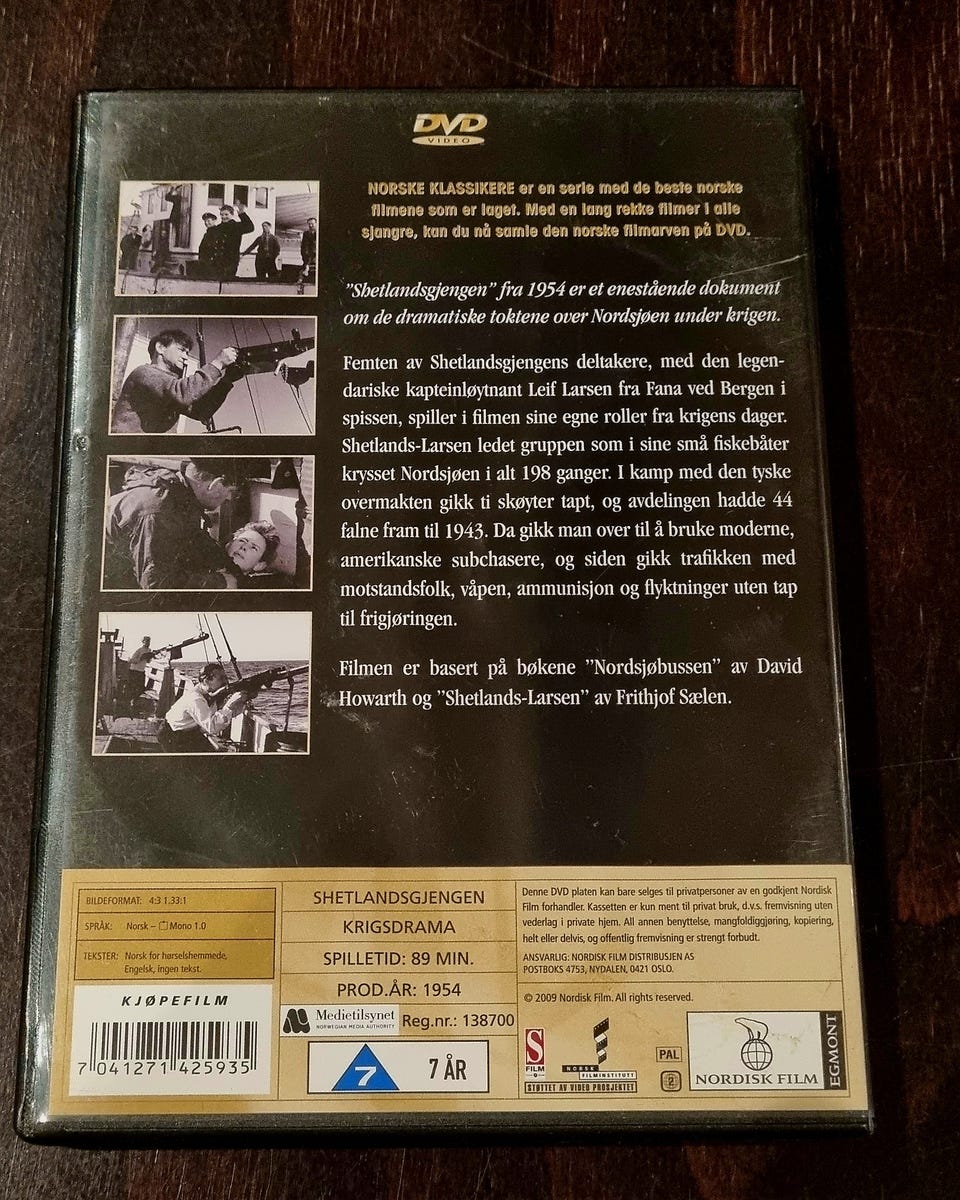 DVD
VIDEO
NORSKE KLASSIKERE er en serie med de beste norske
filmene som er laget. Med en lang rekke filmer i alle
sjangre, kan du nå samle den norske filmarven på DVD.
"Shetlandsgjengen" fra 1954 er et enestående dokument
om de dramatiske toktene over Nordsjøen under krigen.
Femten av Shetlandsgjengens deltakere, med den legen-
dariske kapteinløytnant Leif Larsen fra Fana ved Bergen i
spissen, spiller i filmen sine egne roller fra krigens dager.
Shetlands-Larsen ledet gruppen som i sine små fiskebåter
krysset Nordsjøen i alt 198 ganger. I kamp med den tyske
overmakten gikk ti skøyter tapt, og avdelingen hadde 44
falne fram til 1943. Da gikk man over til å bruke moderne,
amerikanske subchasere, og siden gikk trafikken med
motstandsfolk, våpen, ammunisjon og flyktninger uten tap
til frigjøringen.
Filmen er basert på bøkene "Nordsjøbussen" av David
Howarth og "Shetlands-Larsen" av Frithjof Sælen.
BILDEFORMAT: 4:3 1.33:1
SPRÅK: Norsk – Mono 1.0
TEKSTER: Norsk for hørselshemmede,
Engelsk, ingen tekst.
KJØPEFILM
7 041271 425935
SHETLANDSGJENGEN
KRIGSDRAMA
SPILLETID: 89 MIN.
PROD.ÅR: 1954
Medietilsynet
NORWEGIAN MEDIA AUTHORITY
Reg.nr.: 138700
7
7 ÅR
Denne DVD platen kan bare selges til privatpersoner av en godkjent Nordisk
Film forhandler. Kassetten er kun ment til privat bruk, d.v.s. fremvisning uten
vederlag i private hjem. All annen benyttelse, mangfoldiggjøring, kopiering,
helt eller delvis, og offentlig fremvisning er strengt forbudt.
ANSVARLIG: NORDISK FILM DISTRIBUSJEN AS
POSTBOKS 4753, NYDALEN, 0421 OSLO.
© 2009 Nordisk Film. All rights reserved.
S
FILM
NORSK
FILMINSTITUTT
STØTTET AV VIDEO PROSJEKTET
PAL
2
NORDISK FILM
EGMONT